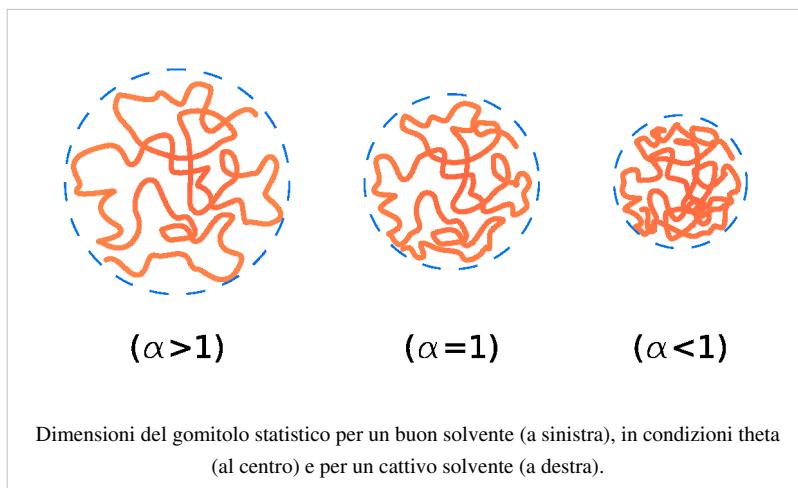 (α>1) (α=1) (α<1)
Dimensioni del gomitolo statistico per un buon solvente (a sinistra), in condizioni theta
(al centro) e per un cattivo solvente (a destra).